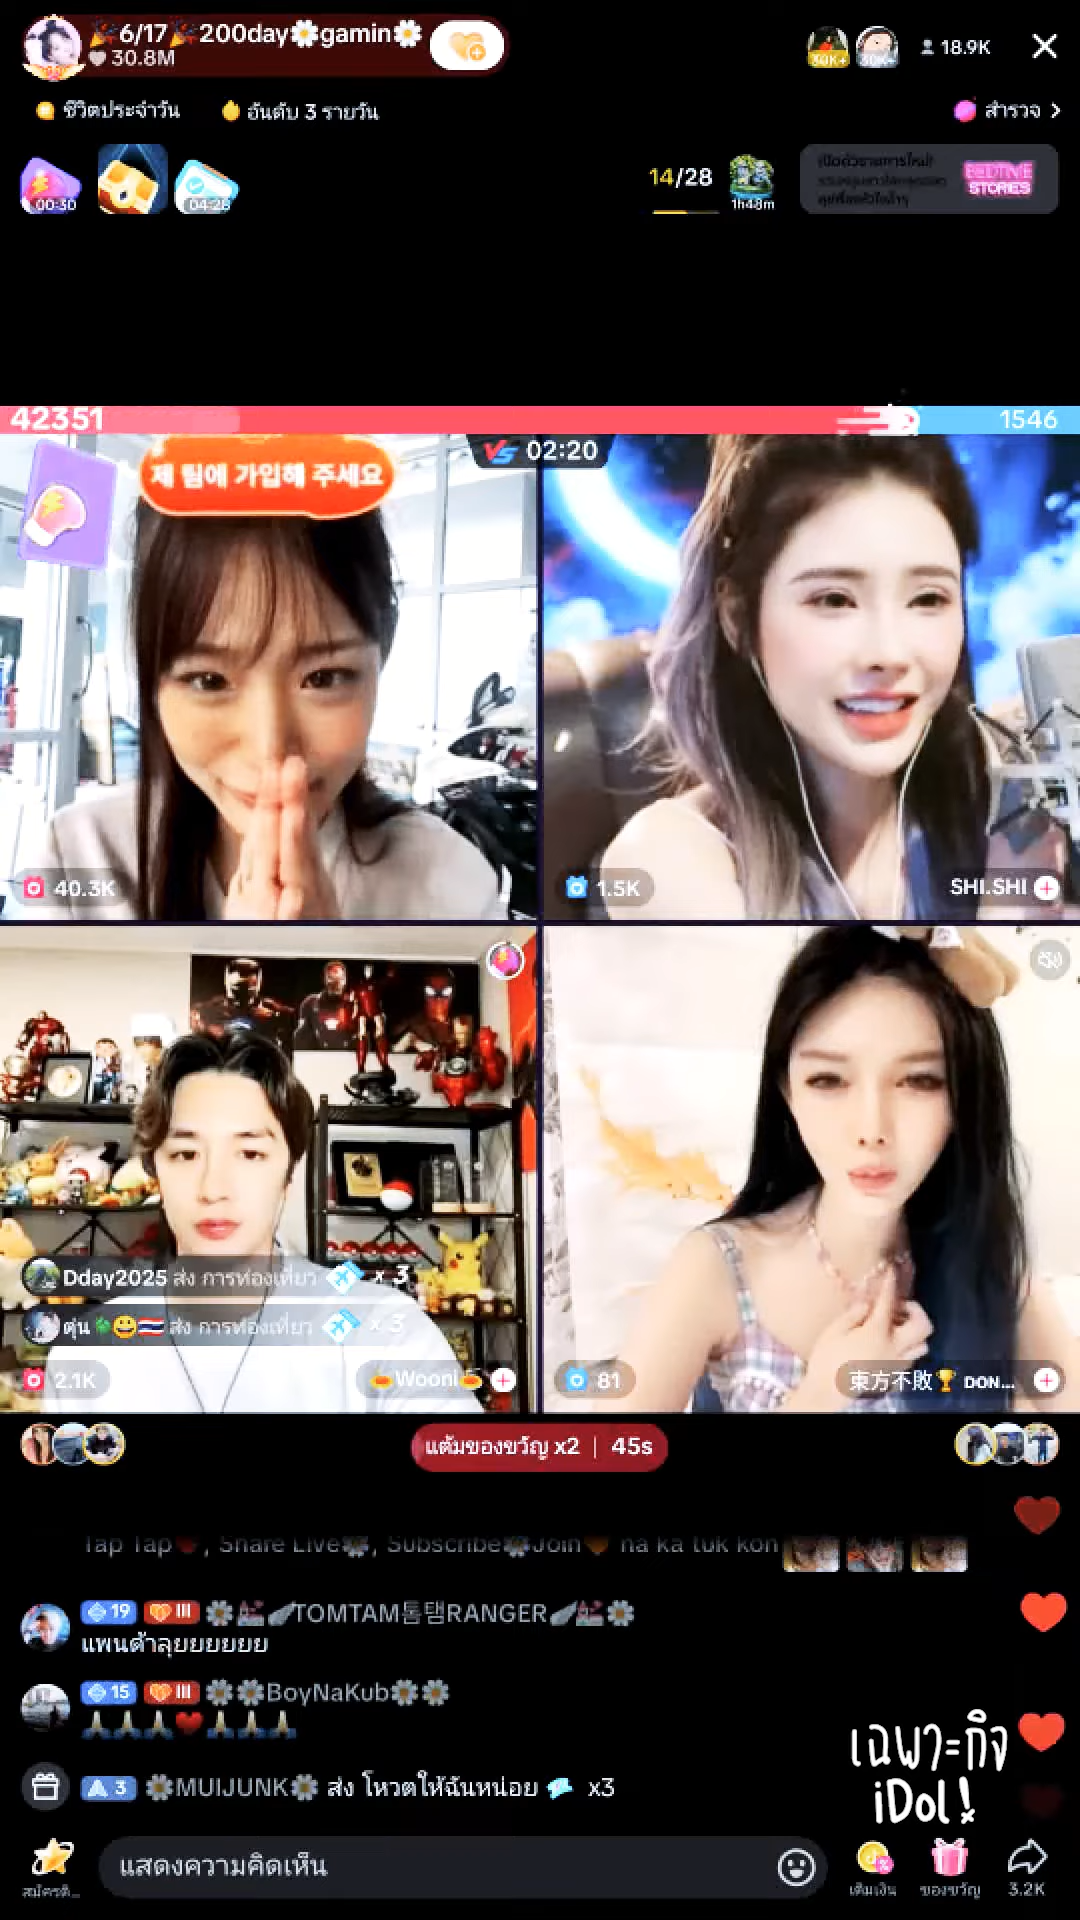 🎉6/17🎉200day🌼gamin🌼
30.8M
30K+
30K+
18.9K
ชีวิตประจำวัน
อันดับ 3 รายวัน
สำรวจ
00:30
04:28
14/28
1h48m
BEDTIME
STORIES
42351
1546
VS 02:20
제 팀에 가입해 주세요
40.3K
1.5K
SHI.SHI
Dday2025 ส่ง การท่องเที่ยว x 3
ตุ่น🍀😀🇹🇭 ส่ง การท่องเที่ยว x 3
2.1K
Wooni
81
東方不敗🏆 DON...
แต้มของขวัญ x2 | 45s
Tap Tap❤️, Share Live🌼, Subscribe🌼Join🧡 na ka tuk kon
19 III 🌼🏰🚀TOMTAM톰탬RANGER🚀🏰🌼
แพนด้าลุยยยยยยย
15 III 🌼🌼BoyNaKub🌼🌼
🙏🙏🙏❤️🙏🙏🙏
3 🌼MUIJUNK🌼 ส่ง โหวตให้ฉันหน่อย x3
เฉพาะกิจ
iDol!
แสดงความคิดเห็น
สมัครติ...
เติมเงิน
ของขวัญ
3.2K